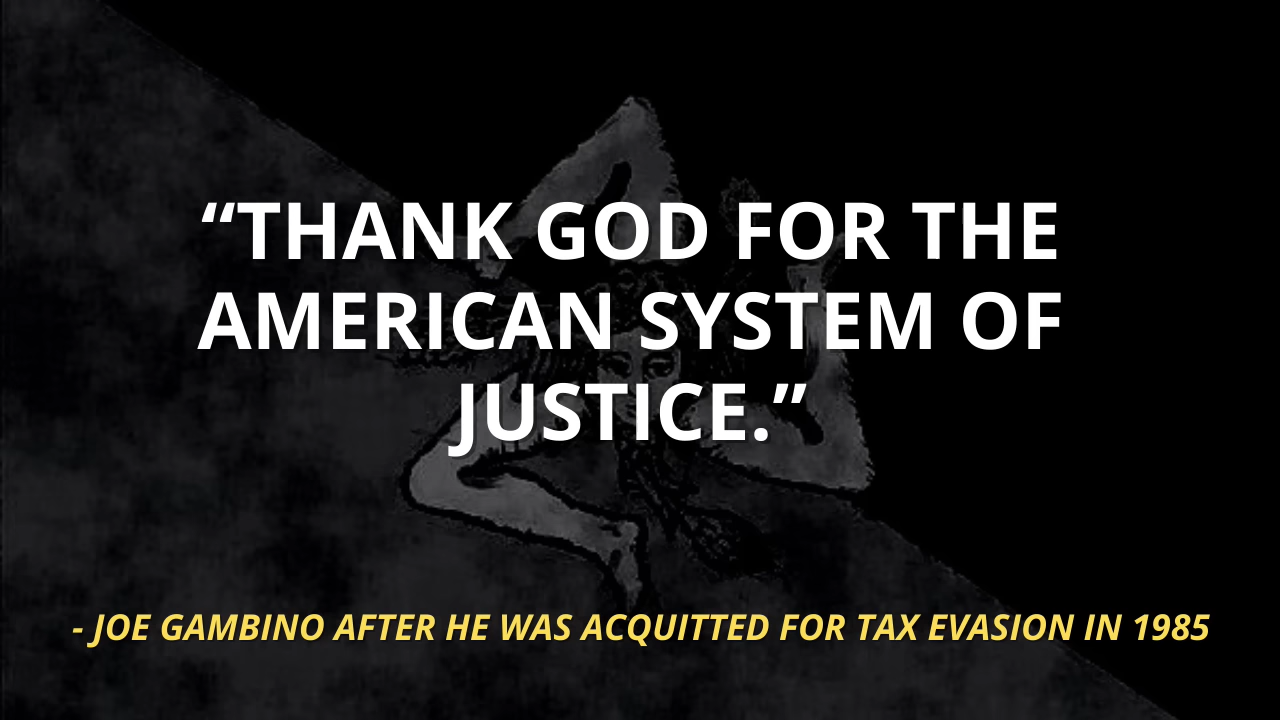 “THANK GOD FOR THE
AMERICAN SYSTEM OF
JUSTICE.”
- JOE GAMBINO AFTER HE WAS ACQUITTED FOR TAX EVASION IN 1985